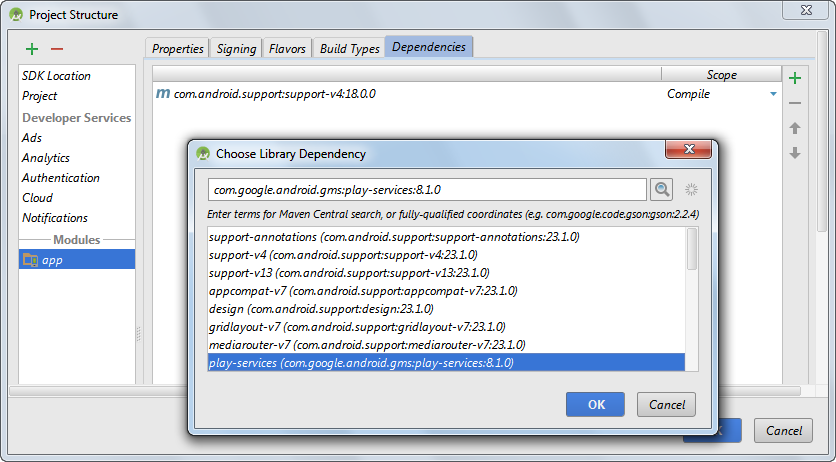 Project Structure
Properties
Signing
Flavors
Build Types
Dependencies
SDK Location
Project
Developer Services
Ads
Analytics
Authentication
Cloud
Notifications
Modules
app
Scope
m com.android.support:support-v4:18.0.0 Compile
Choose Library Dependency
com.google.android.gms:play-services:8.1.0
Enter terms for Maven Central search, or fully-qualified coordinates (e.g. com.google.code.gson:gson:2.2.4)
support-annotations (com.android.support:support-annotations:23.1.0)
support-v4 (com.android.support:support-v4:23.1.0)
support-v13 (com.android.support:support-v13:23.1.0)
appcompat-v7 (com.android.support:appcompat-v7:23.1.0)
design (com.android.support:design:23.1.0)
gridlayout-v7 (com.android.support:gridlayout-v7:23.1.0)
mediarouter-v7 (com.android.support:mediarouter-v7:23.1.0)
play-services (com.google.android.gms:play-services:8.1.0)
OK Cancel
K Cancel